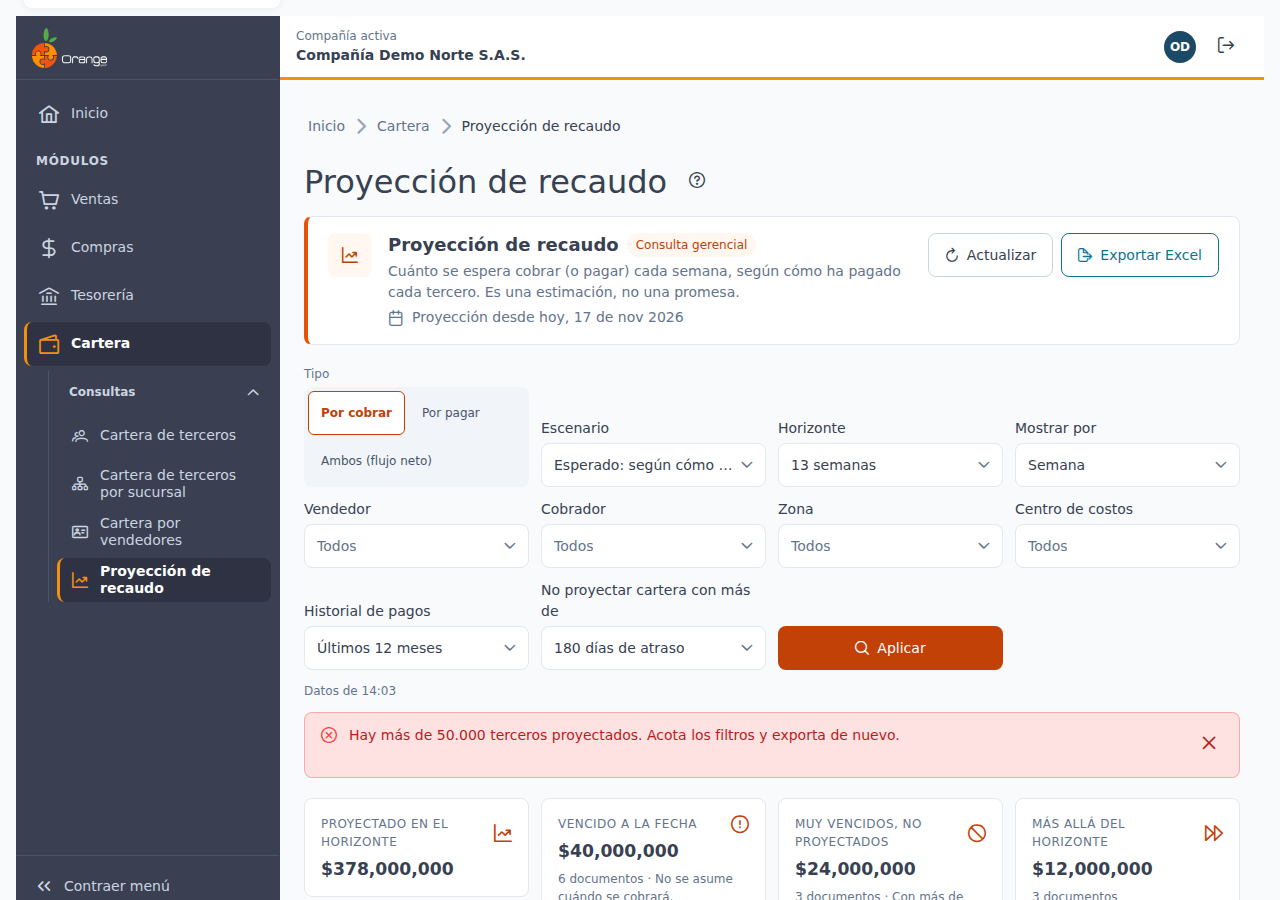 Orange
Compañía activa
Compañía Demo Norte S.A.S.
OD
Inicio
MÓDULOS
Ventas
Compras
Tesorería
Cartera
Consultas
Cartera de terceros
Cartera de terceros
por sucursal
Cartera por
vendedores
Proyección de
recaudo
Contraer menú
Inicio
Cartera
Proyección de recaudo
Proyección de recaudo
Proyección de recaudo
Consulta gerencial
Cuánto se espera cobrar (o pagar) cada semana, según cómo ha pagado
cada tercero. Es una estimación, no una promesa.
Proyección desde hoy, 17 de nov 2026
Actualizar
Exportar Excel
Tipo
Por cobrar
Por pagar
Ambos (flujo neto)
Escenario
Esperado: según cómo ...
Horizonte
13 semanas
Mostrar por
Semana
Vendedor
Todos
Cobrador
Todos
Zona
Todos
Centro de costos
Todos
Historial de pagos
Últimos 12 meses
No proyectar cartera con más
de
180 días de atraso
Aplicar
Datos de 14:03
Hay más de 50.000 terceros proyectados. Acota los filtros y exporta de nuevo.
PROYECTADO EN EL
HORIZONTE
$378,000,000
VENCIDO A LA FECHA
$40,000,000
6 documentos · No se asume
cuándo se cobrará.
MUY VENCIDOS, NO
PROYECTADOS
$24,000,000
3 documentos · Con más de
MÁS ALLÁ DEL
HORIZONTE
$12,000,000
3 documentos